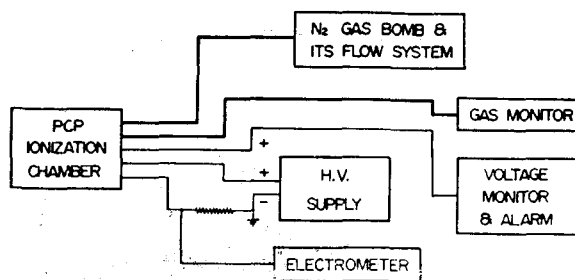 N₂ GAS BOMB &
ITS FLOW SYSTEM
PCP
IONIZATION
CHAMBER
GAS MONITOR
+
+
H.V.
SUPPLY
−
VOLTAGE
MONITOR
& ALARM
ELECTROMETER